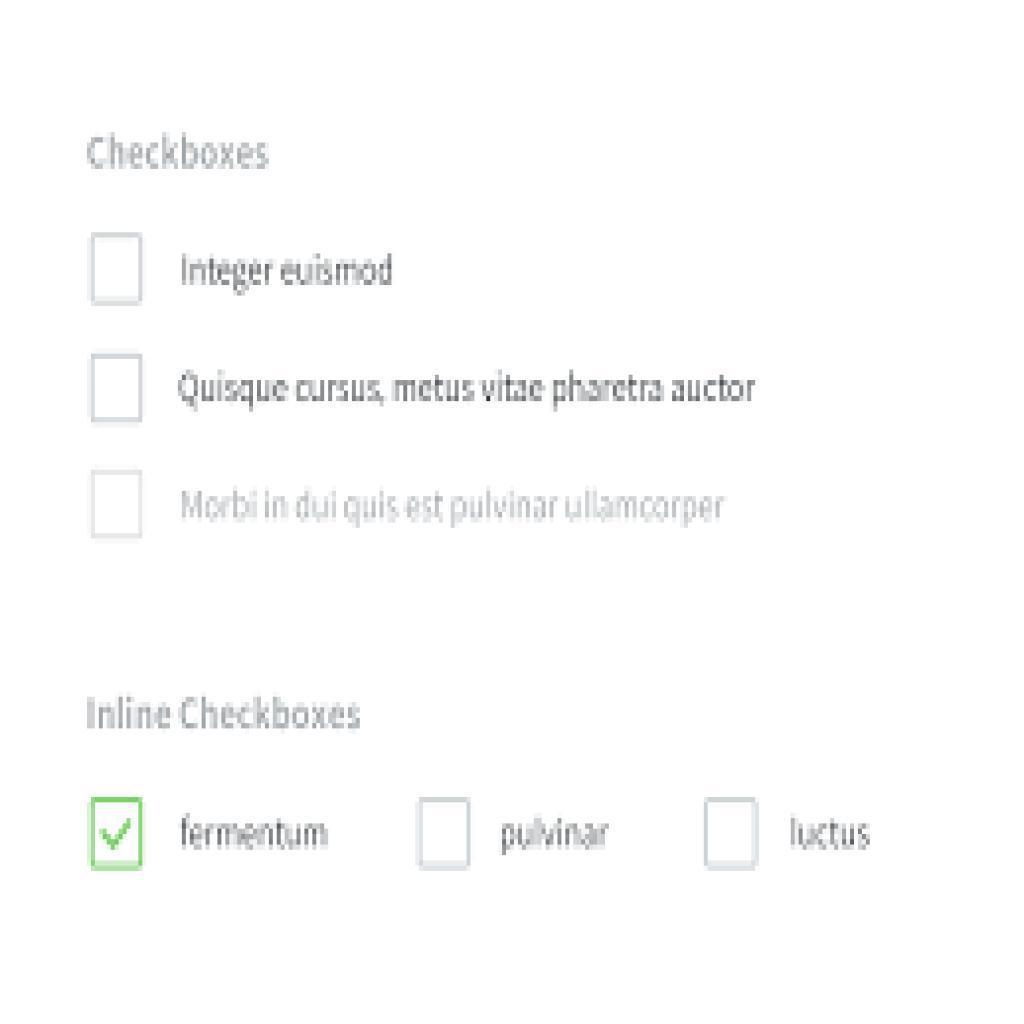 Checkboxes
Integer euismod
Quisque cursus, metus vitae pharetra auctor
Morbi in dui quis est pulvinar ullamcorper
Inline Checkboxes
fermentum pulvinar luctus